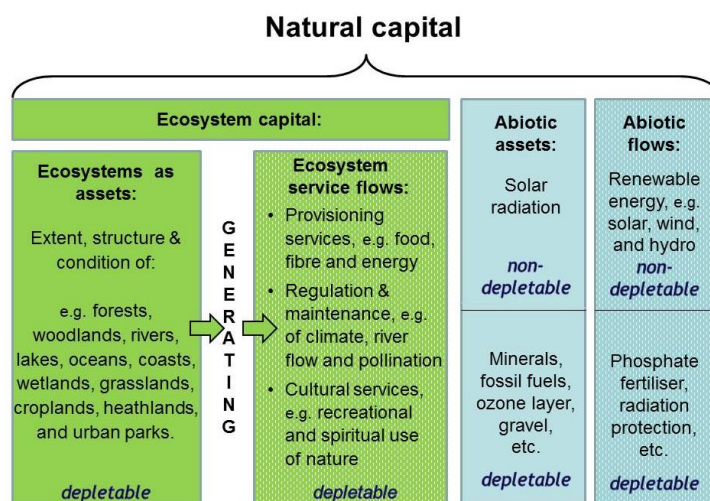 Natural capital
Ecosystem capital:
Ecosystems as
assets:
Extent, structure &
condition of:
e.g. forests,
woodlands, rivers,
lakes, oceans, coasts,
wetlands, grasslands,
croplands, heathlands,
and urban parks.
depletable
GENERATING
Ecosystem
service flows:
• Provisioning
services, e.g. food,
fibre and energy
• Regulation &
maintenance, e.g.
of climate, river
flow and pollination
• Cultural services,
e.g. recreational
and spiritual use
of nature
depletable
Abiotic
assets:
Solar
radiation
non-
depletable
Minerals,
fossil fuels,
ozone layer,
gravel,
etc.
depletable
Abiotic
flows:
Renewable
energy, e.g.
solar, wind,
and hydro
non-
depletable
Phosphate
fertiliser,
radiation
protection,
etc.
depletable